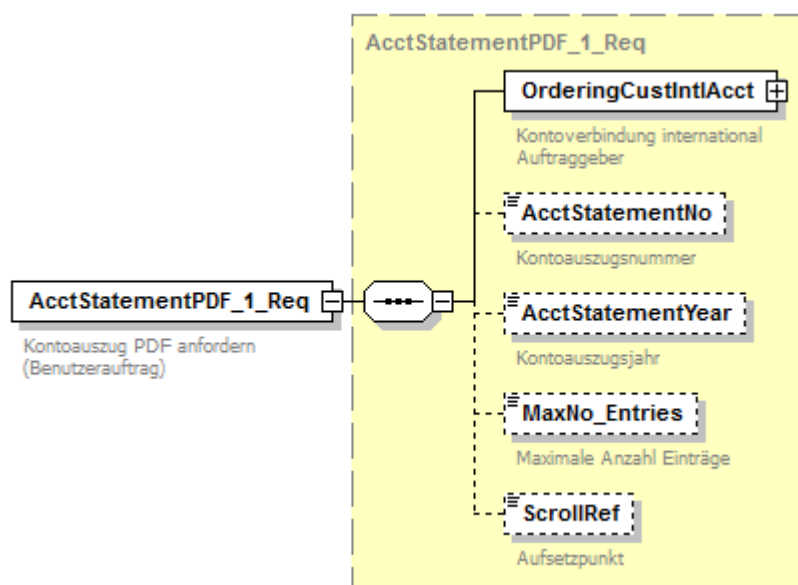 AcctStatementPDF_1_Req
OrderingCustIntlAcct
Kontoverbindung international
Auftraggeber
AcctStatementNo
Kontoauszugsnummer
AcctStatementPDF_1_Req
Kontoauszug PDF anfordern
(Benutzerauftrag)
AcctStatementYear
Kontoauszugsjahr
MaxNo_Entries
Maximale Anzahl Einträge
ScrollRef
Aufsetzpunkt